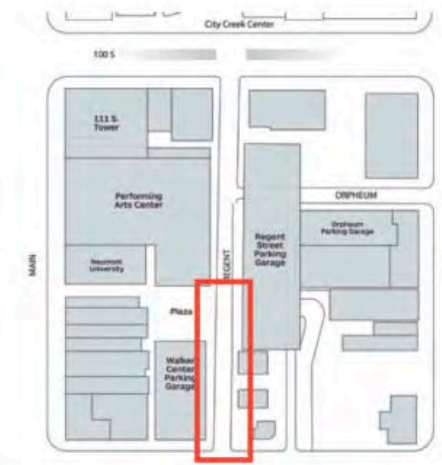 City Creek Center
100 S
111 S.
Tower
Performing
Arts Center
ORPHEUM
Orpheum
Parking Garage
Regent
Street
Parking
Garage
REGENT
MAIN
Neumont
University
Plaza
Walker
Center
Parking
Garage